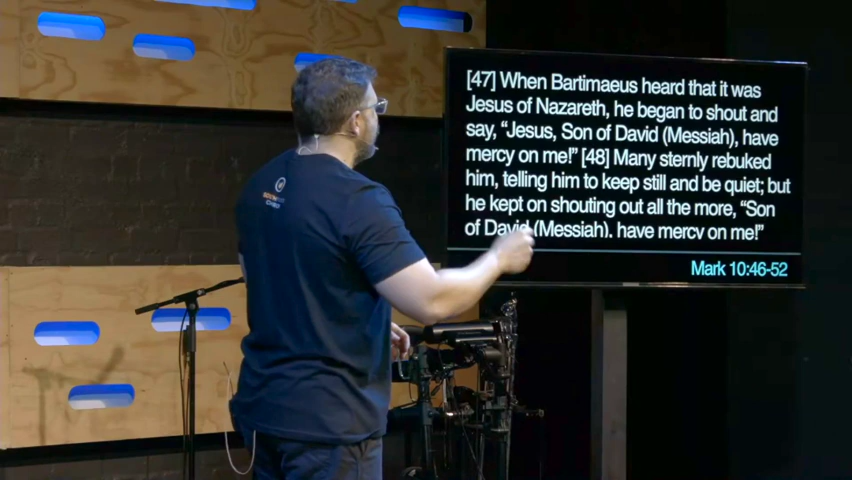 [47] When Bartimaeus heard that it was
Jesus of Nazareth, he began to shout and
say, “Jesus, Son of David (Messiah), have
mercy on me!” [48] Many sternly rebuked
him, telling him to keep still and be quiet; but
he kept on shouting out all the more, “Son
of David (Messiah), have mercy on me!”
Mark 10:46-52
CHURCH